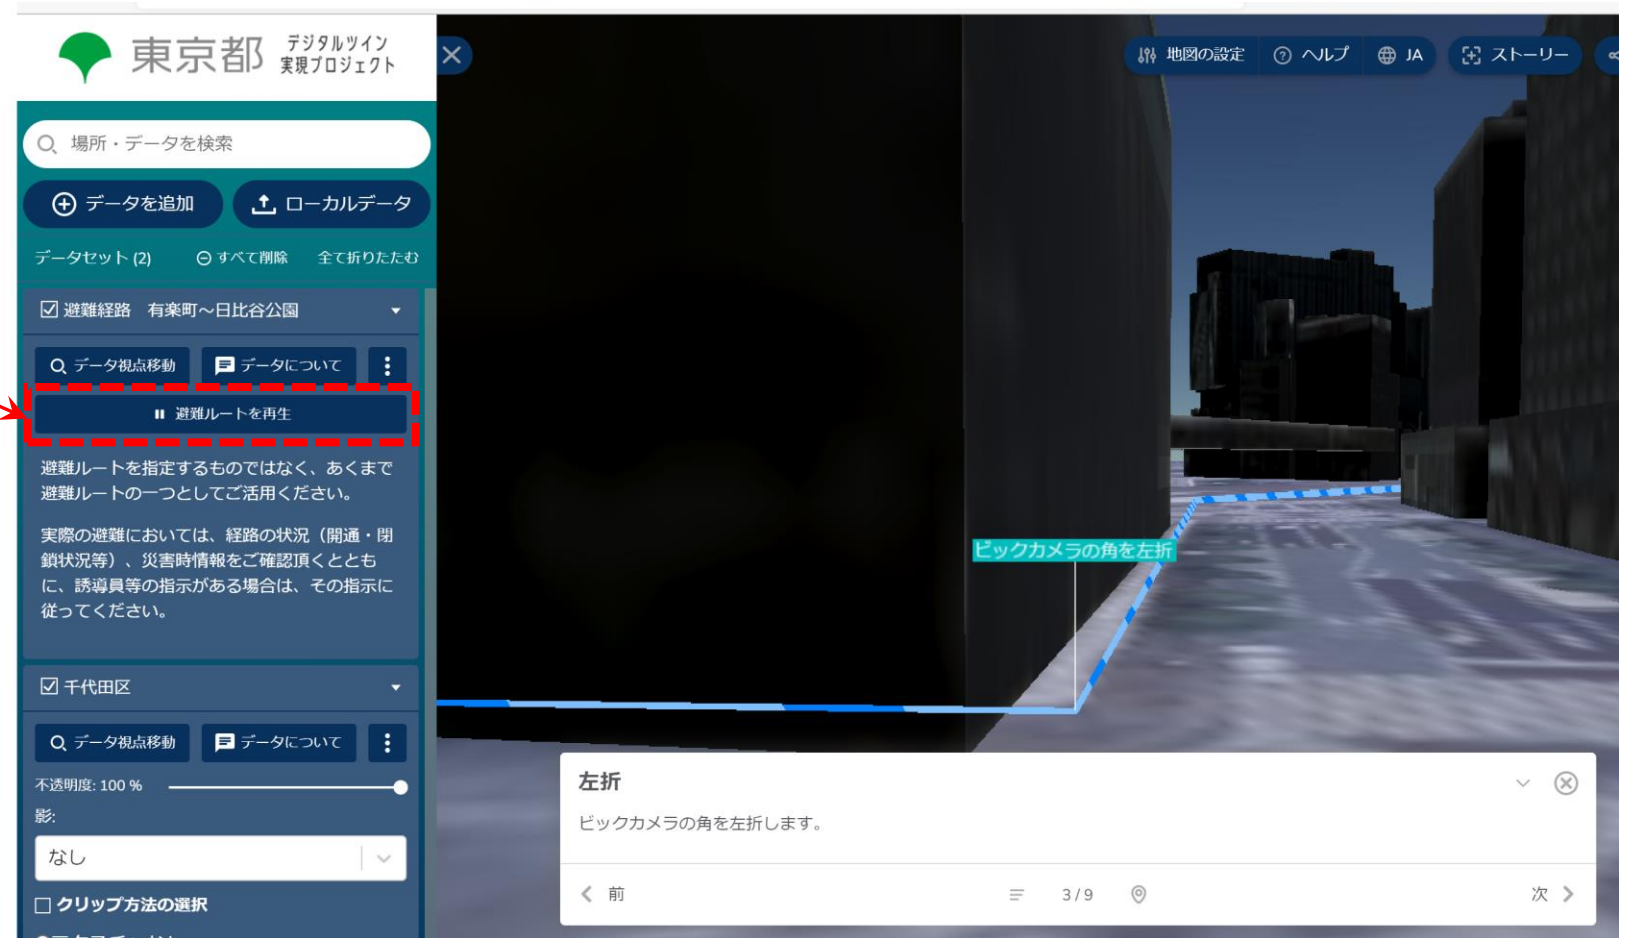 東京都 デジタルツイン
実現プロジェクト
場所・データを検索
データを追加 ローカルデータ
データセット (2) すべて削除 全て折りたたむ
避難経路 有楽町～日比谷公園
データ視点移動 データについて
避難ルートを再生
避難ルートを指定するものではなく、あくまで
避難ルートの一つとしてご活用ください。
実際の避難においては、経路の状況（開通・閉
鎖状況等）、災害時情報をご確認頂くととも
に、誘導員等の指示がある場合は、その指示に
従ってください。
千代田区
データ視点移動 データについて
不透明度: 100 %
影:
なし
クリップ方法の選択
地図の設定 ヘルプ JA ストーリー
ビックカメラの角を左折
左折
ビックカメラの角を左折します。
前 3/9 次